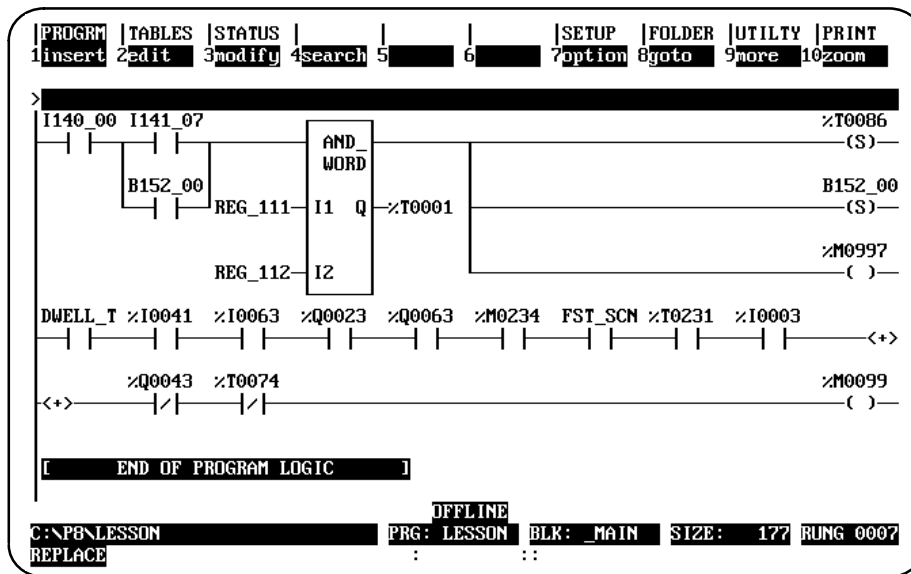 |PROGRM |TABLES |STATUS | | | |SETUP |FOLDER |UTILTY |PRINT
1insert 2edit 3modify 4search 5 6 7option 8goto 9more 10zoom
>
I140_00 I141_07 %T0086
AND_ (S)
WORD
B152_00 B152_00
REG_111 I1 Q %T0001 (S)
%M0997
REG_112 I2 ( )
DWELL_T %I0041 %I0063 %Q0023 %Q0063 %M0234 FST_SCN %T0231 %I0003
<+>
%Q0043 %T0074 %M0099
<+> ( )
[ END OF PROGRAM LOGIC ]
OFFLINE
C:\P8\LESSON PRG: LESSON BLK: _MAIN SIZE: 177 RUNG 0007
REPLACE : ::